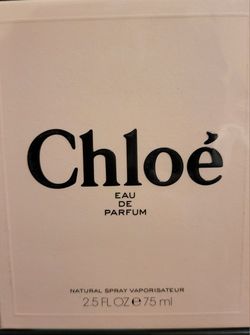 Chloé
EAU
DE
PARFUM
NATURAL SPRAY VAPORISATEUR
2.5 FL OZ ℮ 75 ml